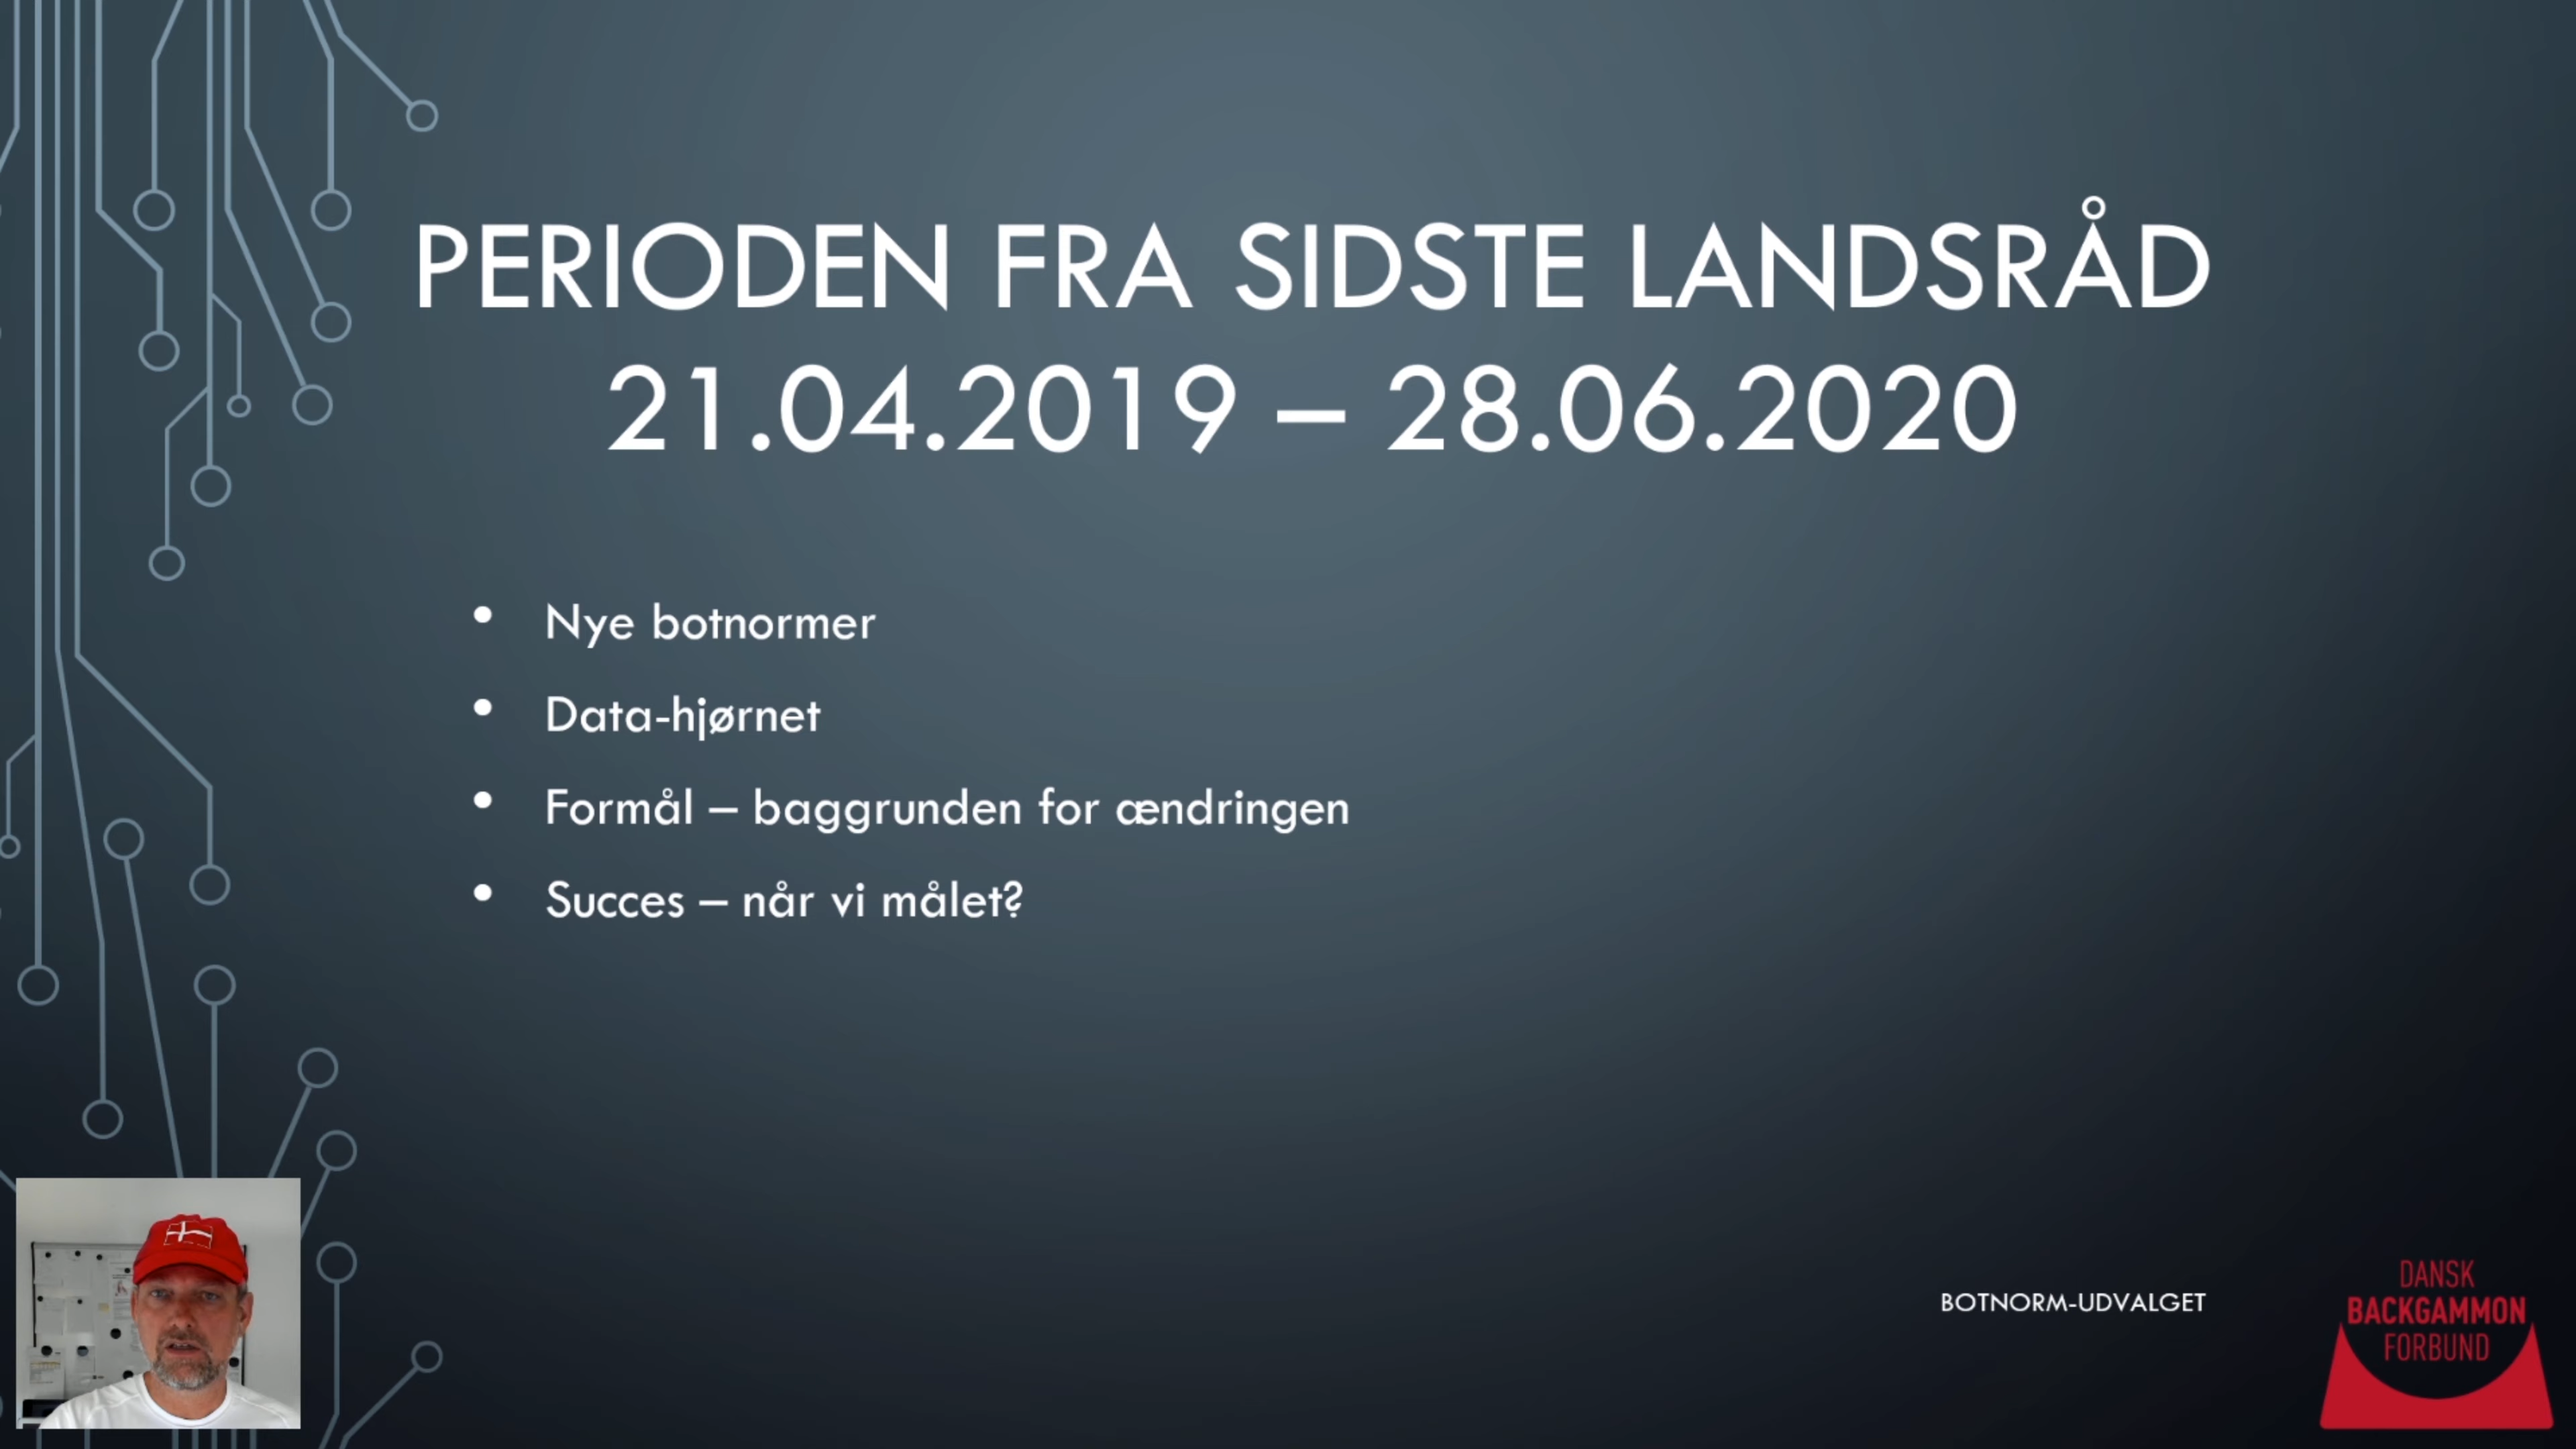 PERIODEN FRA SIDSTE LANDSRÅD
21.04.2019 – 28.06.2020
• Nye botnormer
• Data-hjørnet
• Formål – baggrunden for ændringen
• Succes – når vi målet?
BOTNORM-UDVALGET
DANSK
BACKGAMMON
FORBUND